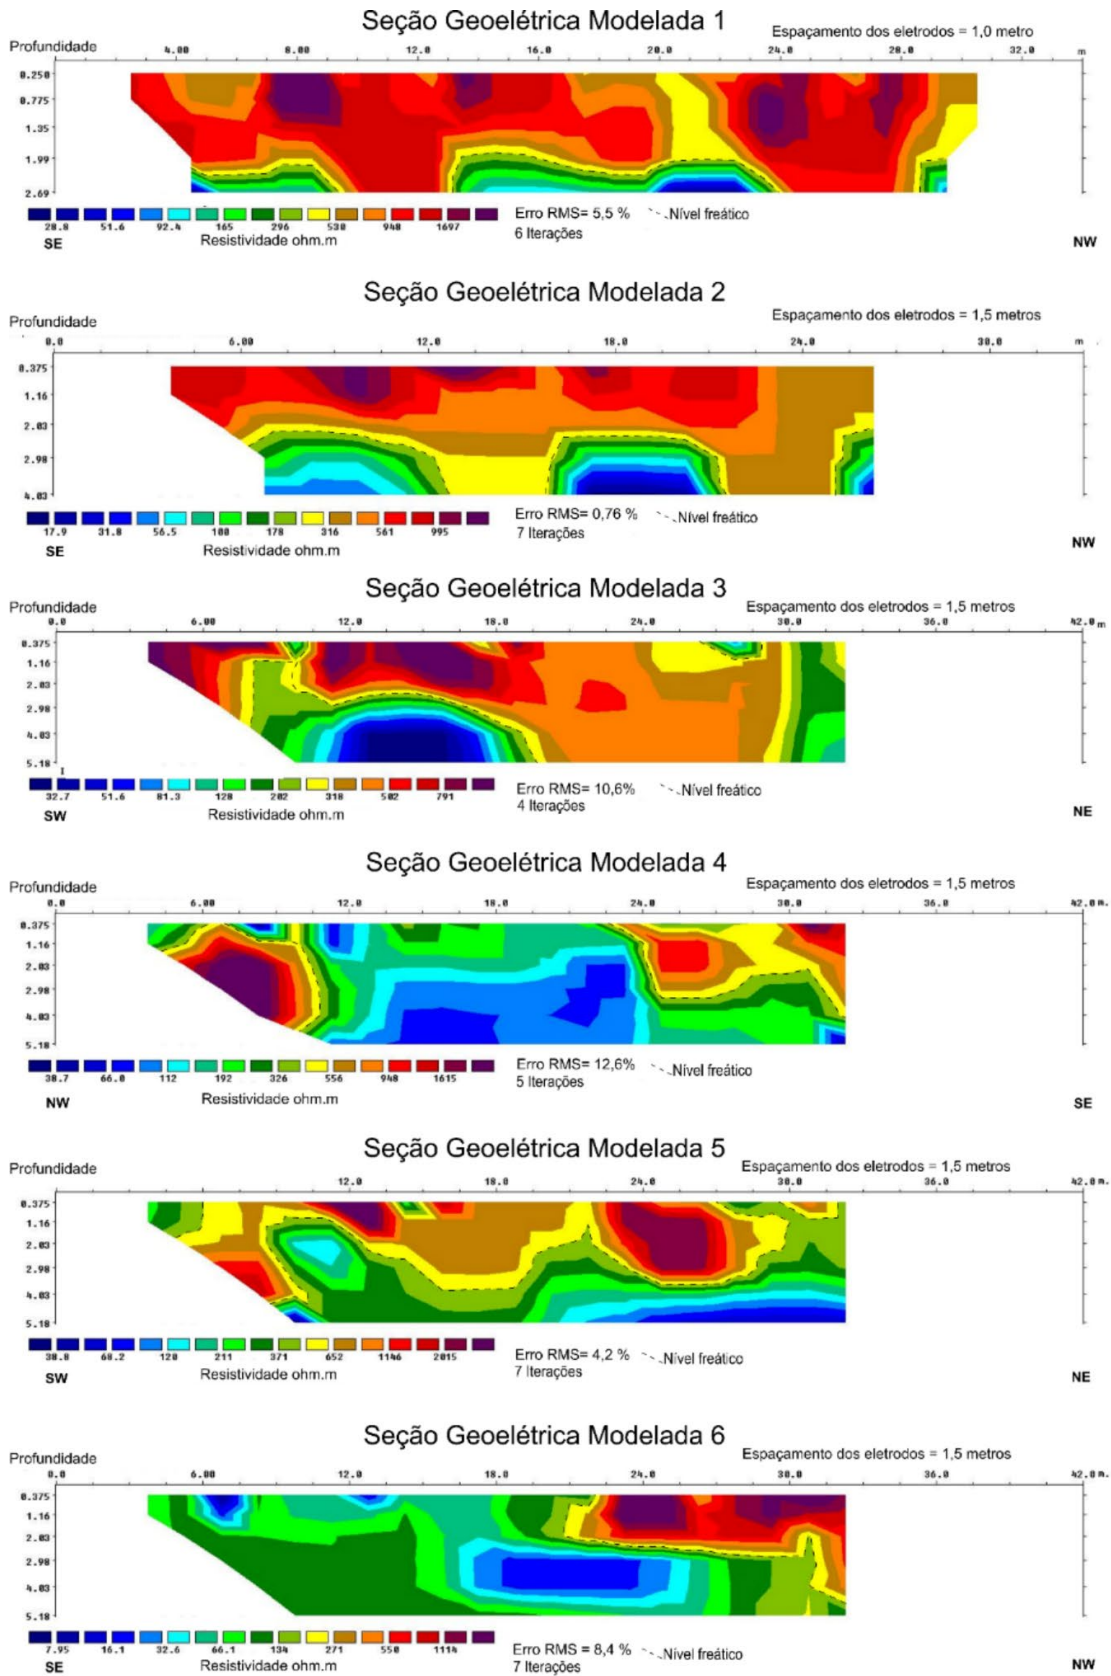 Seção Geoelétrica Modelada 1
Espaçamento dos eletrodos = 1,0 metro
Profundidade
4.00 8.00 12.0 16.0 20.0 24.0 28.0 32.0 m
0.250
0.775
1.35
1.99
2.69
28.8 51.6 92.4 165 296 530 948 1697
Erro RMS= 5,5 % Nível freático
SE Resistividade ohm.m 6 Iterações NW
Seção Geoelétrica Modelada 2
Espaçamento dos eletrodos = 1,5 metros
Profundidade
0.0 6.00 12.0 18.0 24.0 30.0 m
0.375
1.16
2.03
2.98
4.03
17.9 31.8 56.5 100 178 316 561 995
Erro RMS= 0,76 % Nível freático
7 Iterações
SE Resistividade ohm.m NW
Seção Geoelétrica Modelada 3
Espaçamento dos eletrodos = 1,5 metros
Profundidade
0.0 6.00 12.0 18.0 24.0 30.0 36.0 42.0 m
0.375
1.16
2.03
2.98
4.03
5.18
32.7 51.6 81.3 128 202 318 502 791
Erro RMS= 10,6% Nível freático
4 Iterações
SW Resistividade ohm.m NE
Seção Geoelétrica Modelada 4
Espaçamento dos eletrodos = 1,5 metros
Profundidade
0.0 6.00 12.0 18.0 24.0 30.0 36.0 42.0 m.
0.375
1.16
2.03
2.98
4.03
5.18
38.7 66.0 112 192 326 556 948 1615
Erro RMS= 12,6% Nível freático
5 Iterações
NW Resistividade ohm.m SE
Seção Geoelétrica Modelada 5
Espaçamento dos eletrodos = 1,5 metros
Profundidade
12.0 18.0 24.0 30.0 36.0 42.0 m.
0.375
1.16
2.03
2.98
4.03
5.18
38.8 68.2 120 211 371 652 1146 2015
Erro RMS= 4,2 % Nível freático
7 Iterações
SW Resistividade ohm.m NE
Seção Geoelétrica Modelada 6
Espaçamento dos eletrodos = 1,5 metros
Profundidade
0.0 6.00 12.0 18.0 24.0 30.0 36.0 42.0 m.
0.375
1.16
2.03
2.98
4.03
5.18
7.95 16.1 32.6 66.1 134 271 550 1114
Erro RMS = 8,4 % Nível freático
7 Iterações
SE Resistividade ohm.m NW